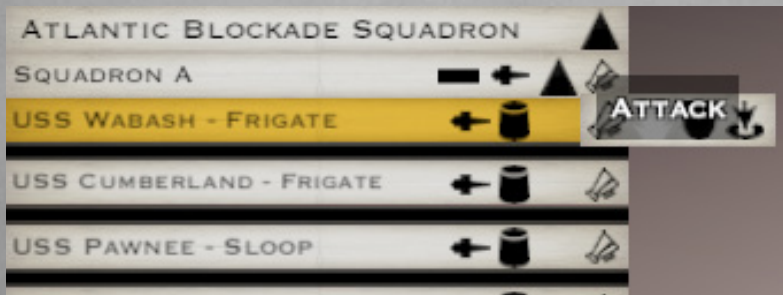 Atlantic Blockade Squadron
Squadron A
USS Wabash - Frigate
Attack
USS Cumberland - Frigate
USS Pawnee - Sloop